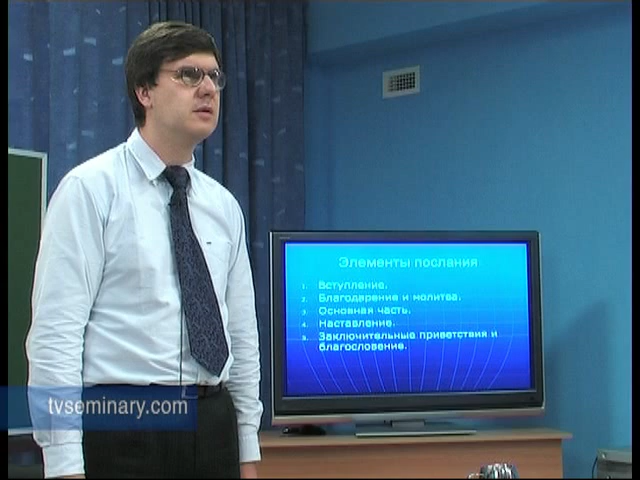 Элементы послания
1. Вступление.
2. Благодарение и молитва.
3. Основная часть.
4. Наставление.
5. Заключительные приветствия и
благословение.
tvseminary.com